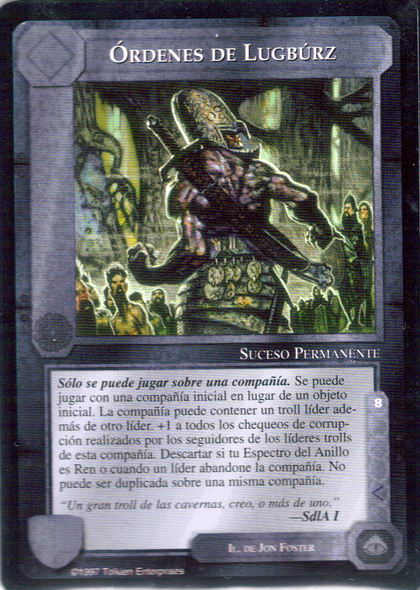 ÓRDENES DE LUGBÚRZ
SUCESO PERMANENTE
Sólo se puede jugar sobre una compañía. Se puede
jugar con una compañía inicial en lugar de un objeto
inicial. La compañía puede contener un troll líder ade-
más de otro líder. +1 a todos los chequeos de corrup-
ción realizados por los seguidores de los líderes trolls
de esta compañía. Descartar si tu Espectro del Anillo
es Ren o cuando un líder abandone la compañía. No
puede ser duplicada sobre una misma compañía.
8
“Un gran troll de las cavernas, creo, o más de uno.”
—SdlA I
IL. DE JON FOSTER
©1997 Tolkien Enterprises